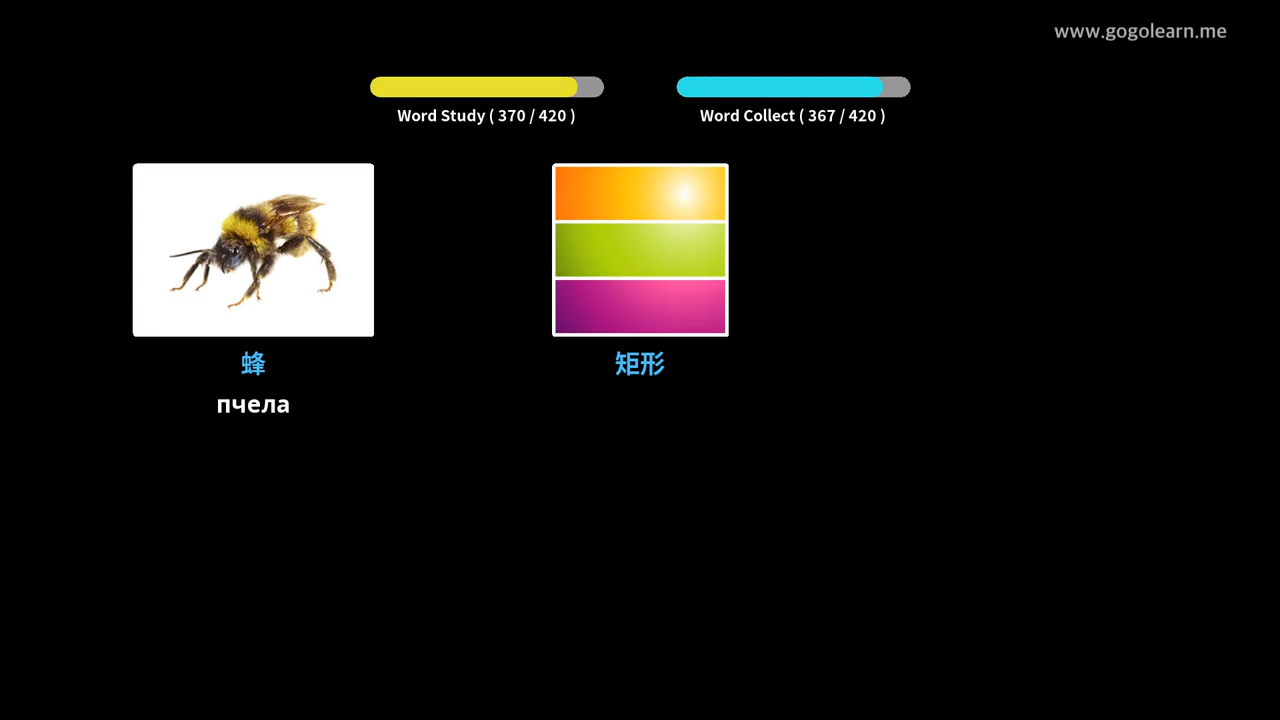 www.gogolearn.me
Word Study ( 370 / 420 )
Word Collect ( 367 / 420 )
蜂
矩形
пчела